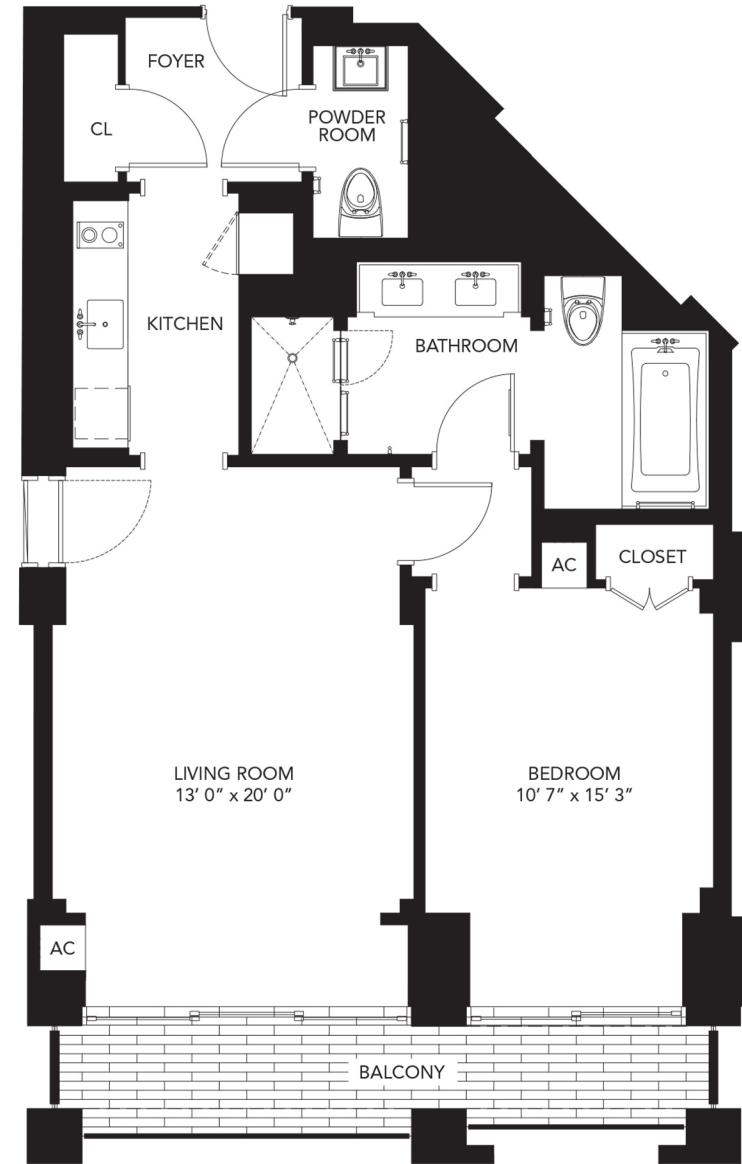 FOYER
CL
POWDER
ROOM
KITCHEN
BATHROOM
AC
CLOSET
LIVING ROOM
13' 0" x 20' 0"
BEDROOM
10' 7" x 15' 3"
AC
BALCONY